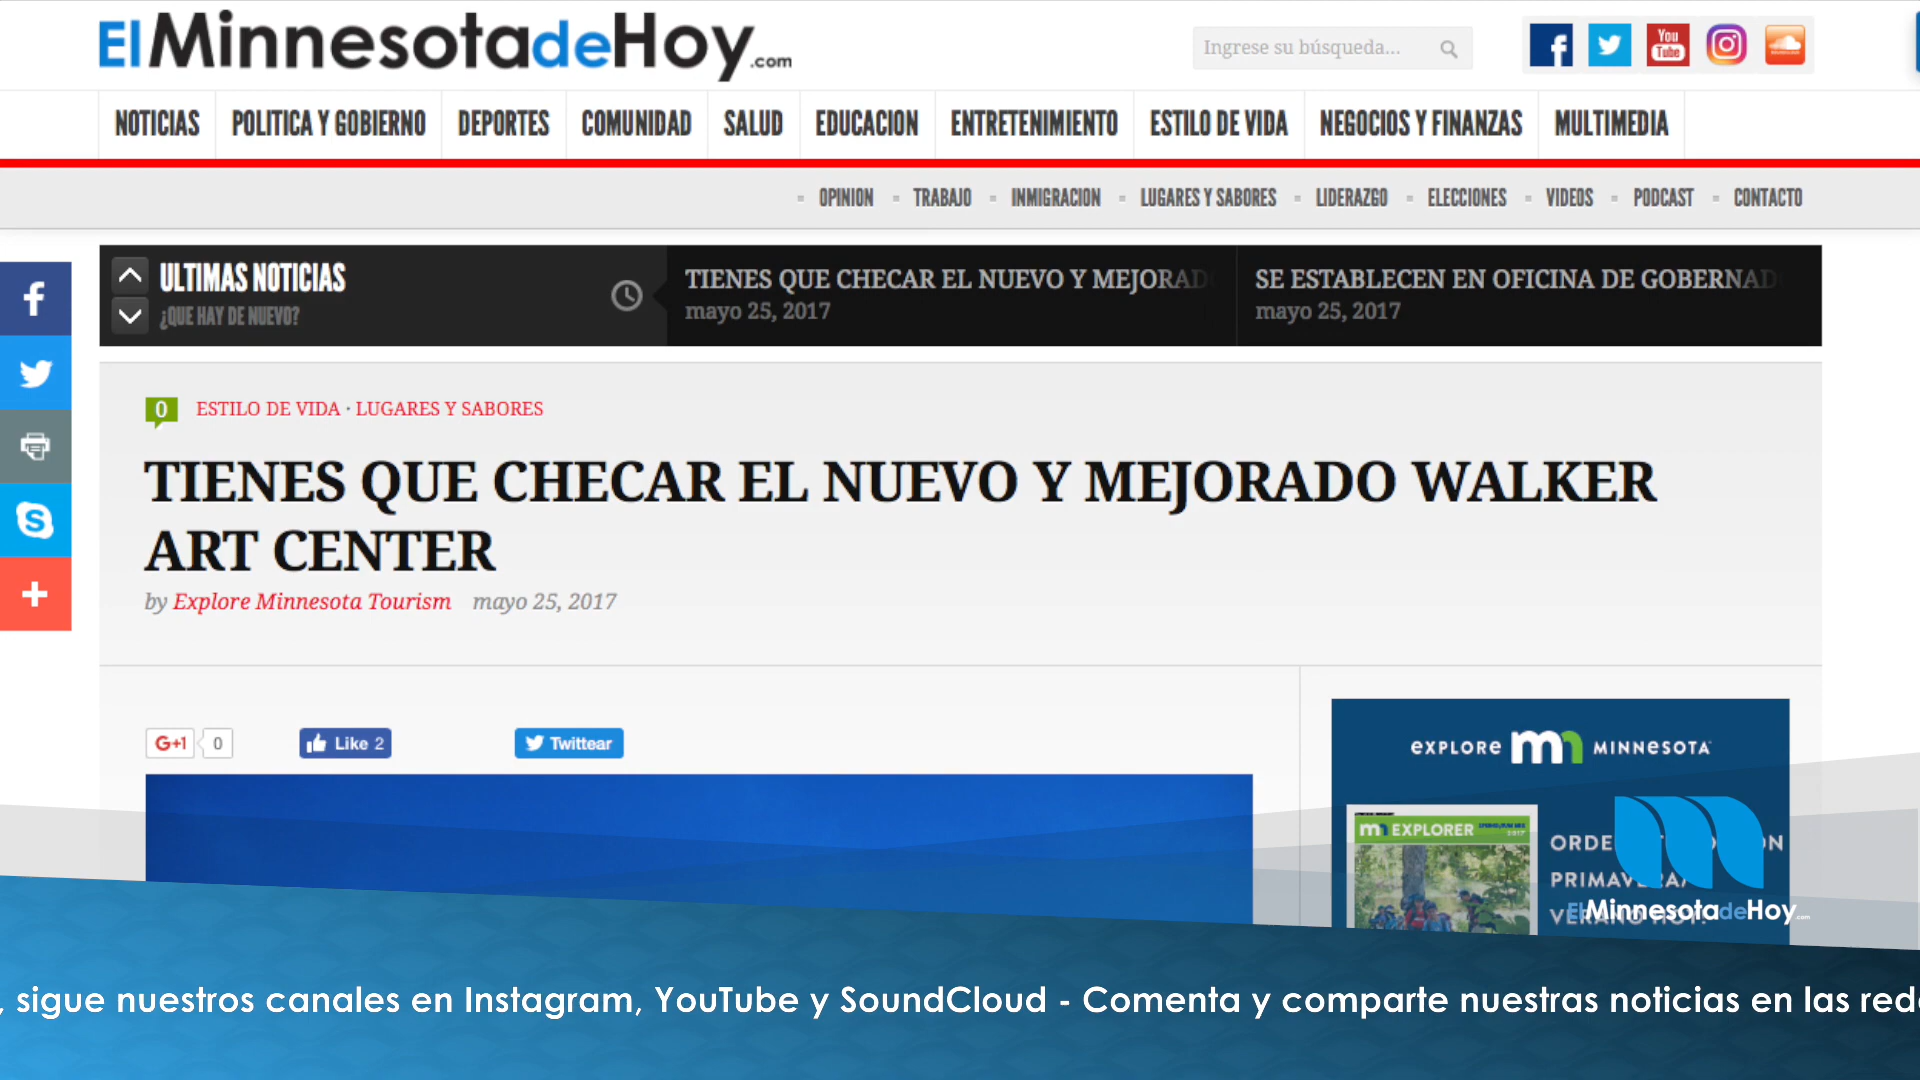 ElMinnesotadeHoy.com
Ingrese su búsqueda...
You
Tube
NOTICIAS POLITICA Y GOBIERNO DEPORTES COMUNIDAD SALUD EDUCACION ENTRETENIMIENTO ESTILO DE VIDA NEGOCIOS Y FINANZAS MULTIMEDIA
OPINION TRABAJO INMIGRACION LUGARES Y SABORES LIDERAZGO ELECCIONES VIDEOS PODCAST CONTACTO
ULTIMAS NOTICIAS
¿QUE HAY DE NUEVO?
TIENES QUE CHECAR EL NUEVO Y MEJORAD
mayo 25, 2017
SE ESTABLECEN EN OFICINA DE GOBERNAD
mayo 25, 2017
0 ESTILO DE VIDA · LUGARES Y SABORES
TIENES QUE CHECAR EL NUEVO Y MEJORADO WALKER
ART CENTER
by Explore Minnesota Tourism mayo 25, 2017
G+1 0 Like 2 Twittear
EXPLORE mn MINNESOTA
mn EXPLORER
2017
ElMinnesotadeHoy.com
, sigue nuestros canales en Instagram, YouTube y SoundCloud - Comenta y comparte nuestras noticias en las red